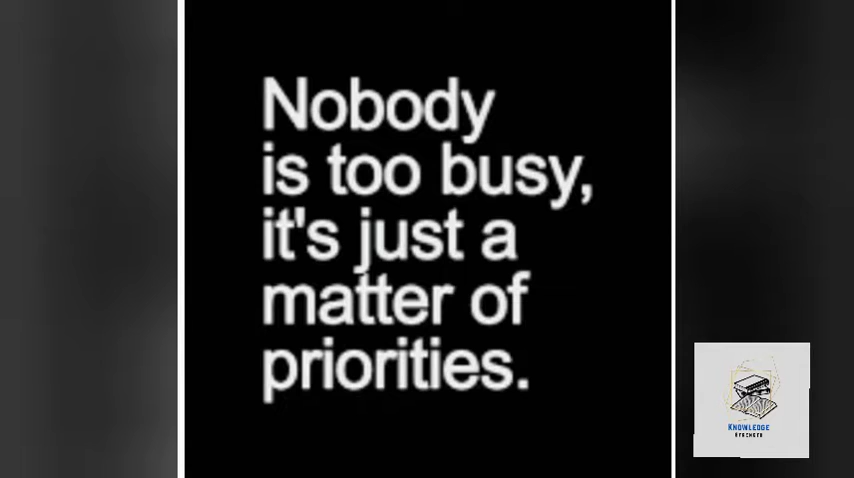 Nobody
is too busy,
it's just a
matter of
priorities.
KNOWLEDGE